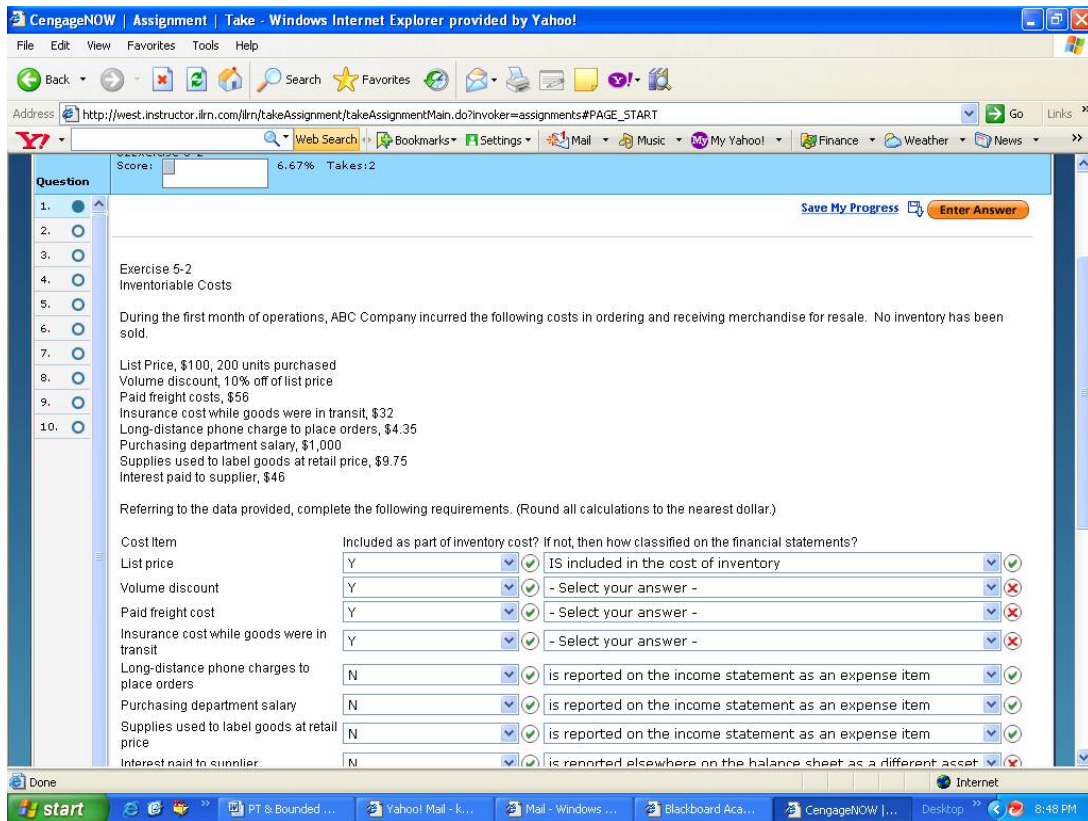 CengageNOW | Assignment | Take - Windows Internet Explorer provided by Yahoo!
File Edit View Favorites Tools Help
Back Search Favorites
Address http://west.instructor.ilrn.com/ilrn/takeAssignment/takeAssignmentMain.do?invoker=assignments#PAGE_START Go Links »
Y! Web Search Bookmarks Settings Mail Music My My Yahoo! Finance Weather News »
Score: 6.67% Takes:2
Question
Save My Progress Enter Answer
1.
2.
3.
4.
5.
6.
7.
8.
9.
10.
Exercise 5-2
Inventoriable Costs
During the first month of operations, ABC Company incurred the following costs in ordering and receiving merchandise for resale. No inventory has been
sold.
List Price, $100, 200 units purchased
Volume discount, 10% off of list price
Paid freight costs, $56
Insurance cost while goods were in transit, $32
Long-distance phone charge to place orders, $4.35
Purchasing department salary, $1,000
Supplies used to label goods at retail price, $9.75
Interest paid to supplier, $46
Referring to the data provided, complete the following requirements. (Round all calculations to the nearest dollar.)
Cost Item Included as part of inventory cost? If not, then how classified on the financial statements?
List price Y IS included in the cost of inventory
Volume discount Y - Select your answer -
Paid freight cost Y - Select your answer -
Insurance cost while goods were in
transit Y - Select your answer -
Long-distance phone charges to
place orders N is reported on the income statement as an expense item
Purchasing department salary N is reported on the income statement as an expense item
Supplies used to label goods at retail
price N is reported on the income statement as an expense item
Interest paid to supplier N is reported elsewhere on the balance sheet as a different asset
Done Internet
start » PT & Bounded ... Yahoo! Mail - k... Mail - Windows ... Blackboard Aca... CengageNOW |... Desktop » 8:48 PM